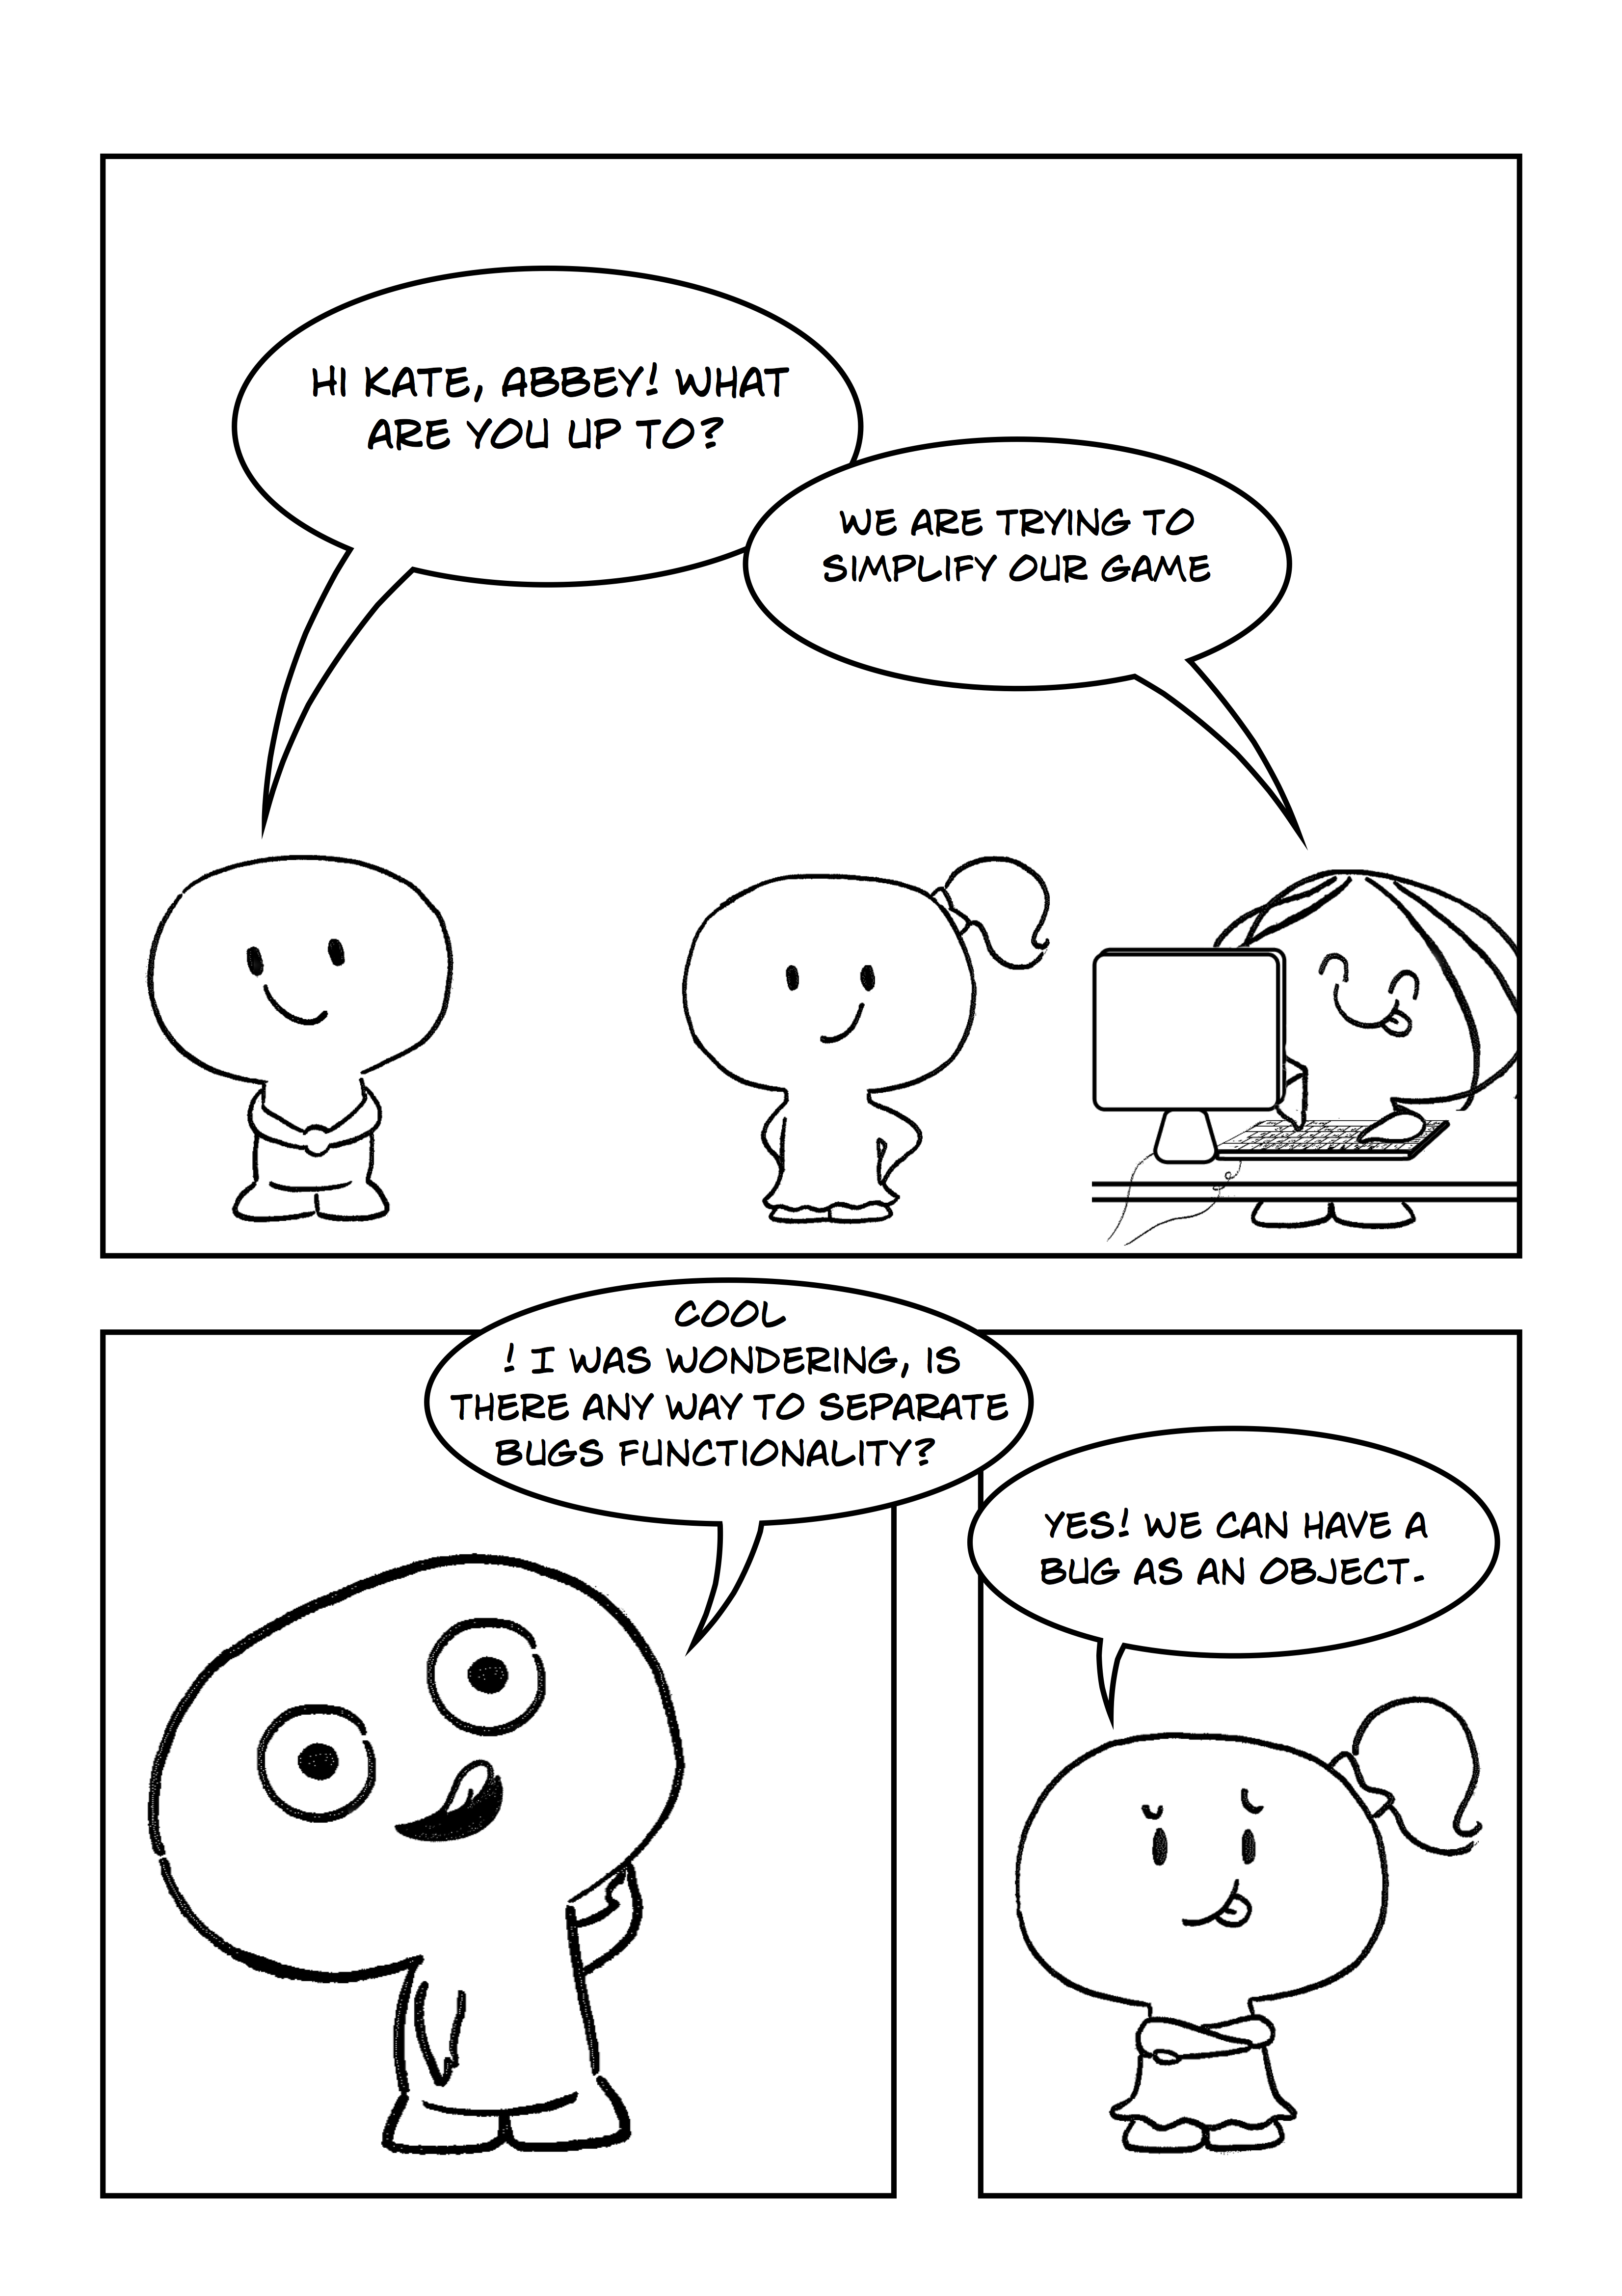 HI KATE, ABBEY! WHAT
ARE YOU UP TO?
WE ARE TRYING TO
SIMPLIFY OUR GAME
COOL
! I WAS WONDERING, IS
THERE ANY WAY TO SEPARATE
BUGS FUNCTIONALITY?
YES! WE CAN HAVE A
BUG AS AN OBJECT.